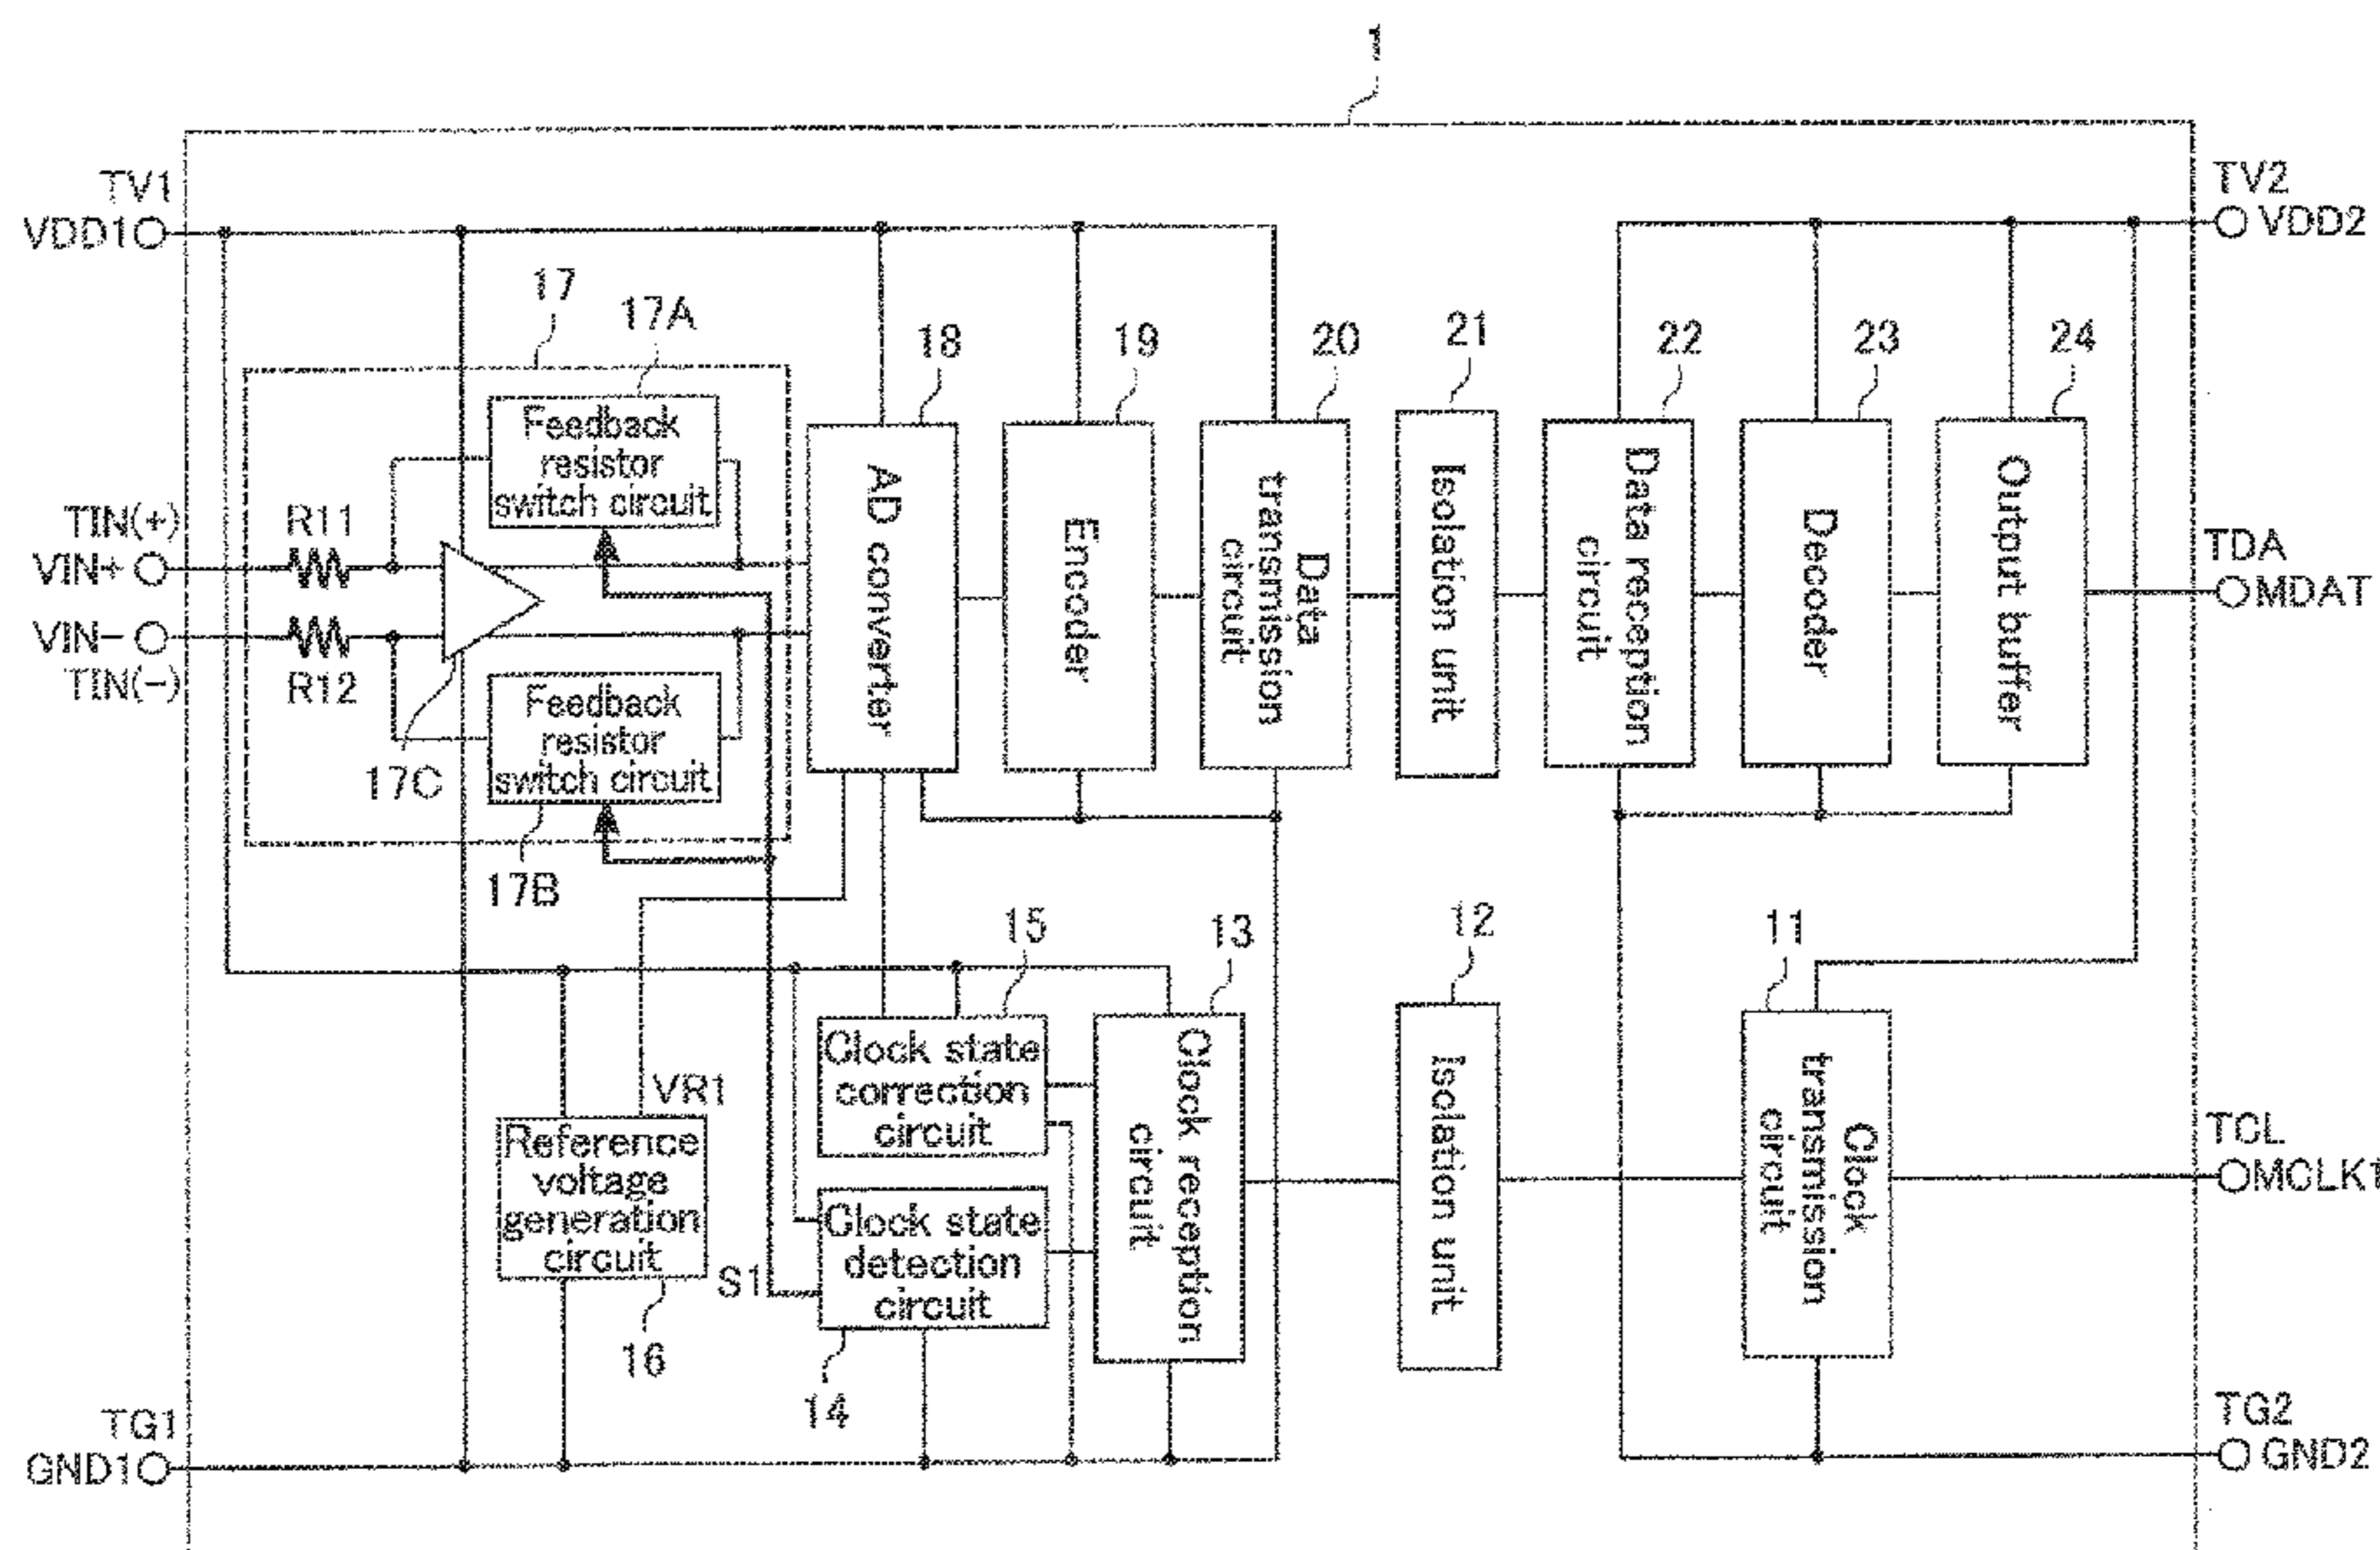 1
TV1
VDD1
TV2
VDD2
17
17A
18
19
20
21
22
23
24
Feedback
resistor
switch circuit
TIN(+)
VIN+
R11
VIN-
TIN(-)
R12
17C
Feedback
resistor
switch circuit
17B
AD converter
Encoder
Data
transmission
circuit
Isolation unit
Data reception
circuit
Decoder
Output buffer
TDA
MDAT
15
13
12
11
Clock state
correction
circuit
Clock reception
circuit
Isolation unit
Clock
transmission
circuit
VR1
Reference
voltage
generation
circuit
16
S1
Clock state
detection
circuit
14
TCL
MCLK1
TG1
GND1
TG2
GND2